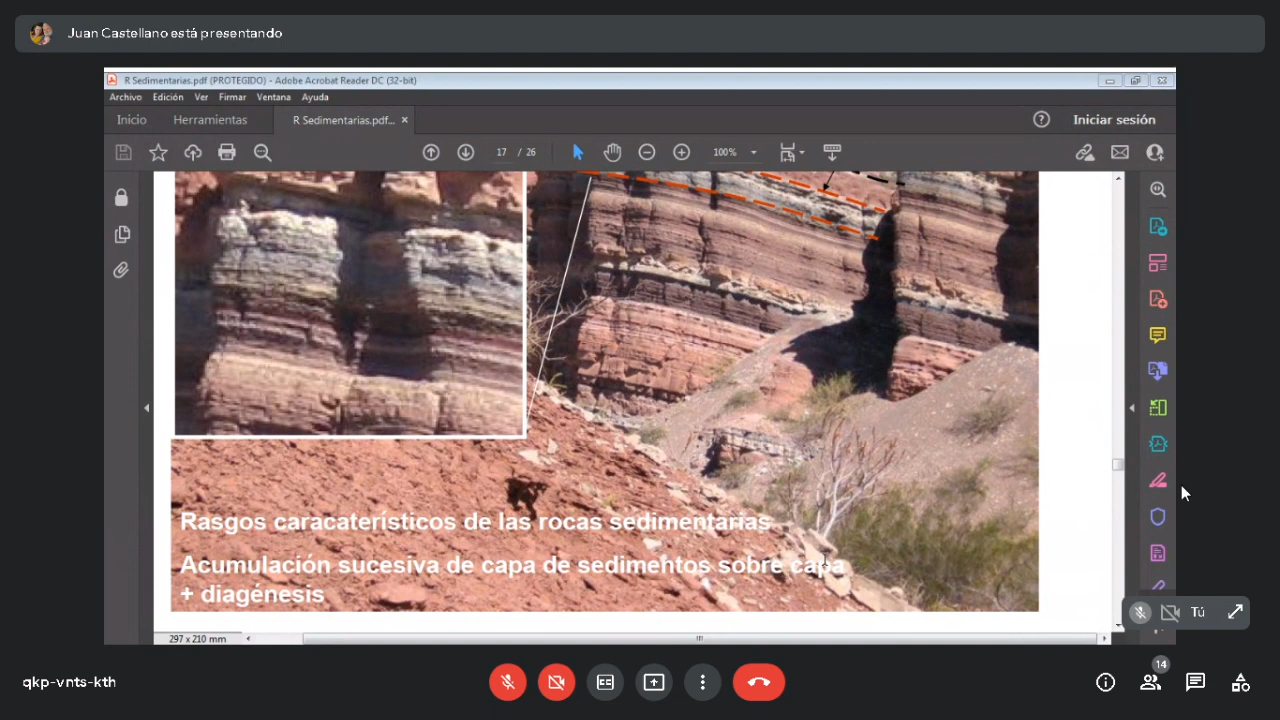 Juan Castellano está presentando
R Sedimentarias.pdf (PROTEGIDO) - Adobe Acrobat Reader DC (32-bit)
Archivo Edición Ver Firmar Ventana Ayuda
Inicio Herramientas R Sedimentarias.pdf... × Iniciar sesión
17 / 26 100%
Rasgos caracaterísticos de las rocas sedimentarias
Acumulación sucesiva de capa de sedimentos sobre capa
+ diagénesis
Tú
297 x 210 mm
14
qkp-vnts-kth